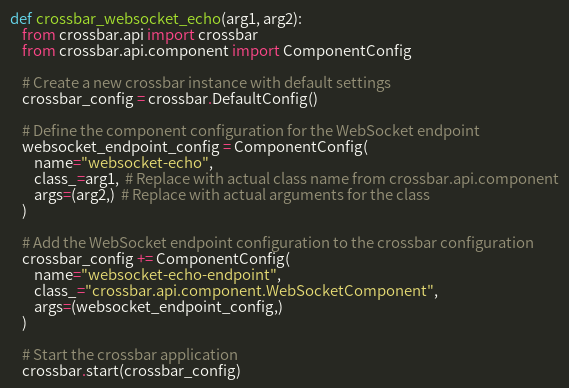 def crossbar_websocket_echo(arg1, arg2):
    from crossbar.api import crossbar
    from crossbar.api.component import ComponentConfig

    # Create a new crossbar instance with default settings
    crossbar_config = crossbar.DefaultConfig()

    # Define the component configuration for the WebSocket endpoint
    websocket_endpoint_config = ComponentConfig(
        name="websocket-echo",
        class_=arg1,  # Replace with actual class name from crossbar.api.component
        args=(arg2,)  # Replace with actual arguments for the class
    )

    # Add the WebSocket endpoint configuration to the crossbar configuration
    crossbar_config += ComponentConfig(
        name="websocket-echo-endpoint",
        class_="crossbar.api.component.WebSocketComponent",
        args=(websocket_endpoint_config,)
    )

    # Start the crossbar application
    crossbar.start(crossbar_config)